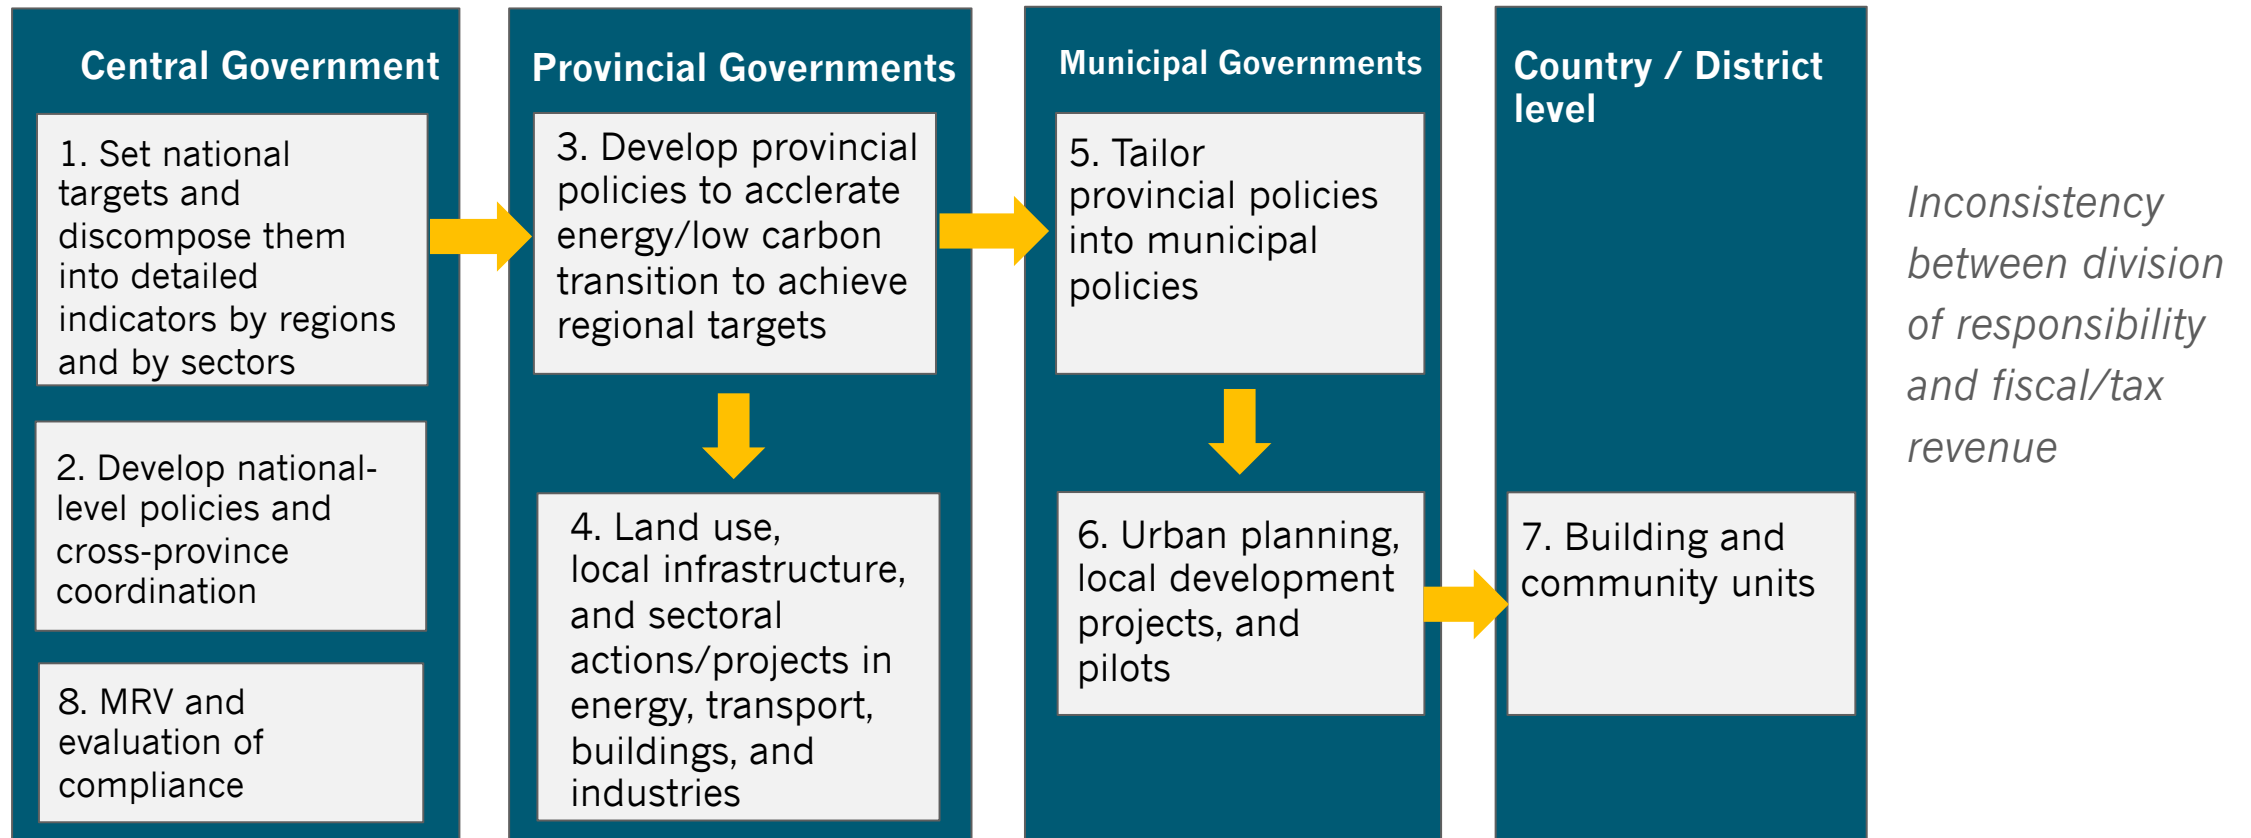 Central Government
1. Set national
targets and
discompose them
into detailed
indicators by regions
and by sectors
2. Develop national-
level policies and
cross-province
coordination
8. MRV and
evaluation of
compliance
Provincial Governments
3. Develop provincial
policies to acclerate
energy/low carbon
transition to achieve
regional targets
4. Land use,
local infrastructure,
and sectoral
actions/projects in
energy, transport,
buildings, and
industries
Municipal Governments
5. Tailor
provincial policies
into municipal
policies
6. Urban planning,
local development
projects, and
pilots
Country / District
level
7. Building and
community units
Inconsistency
between division
of responsibility
and fiscal/tax
revenue